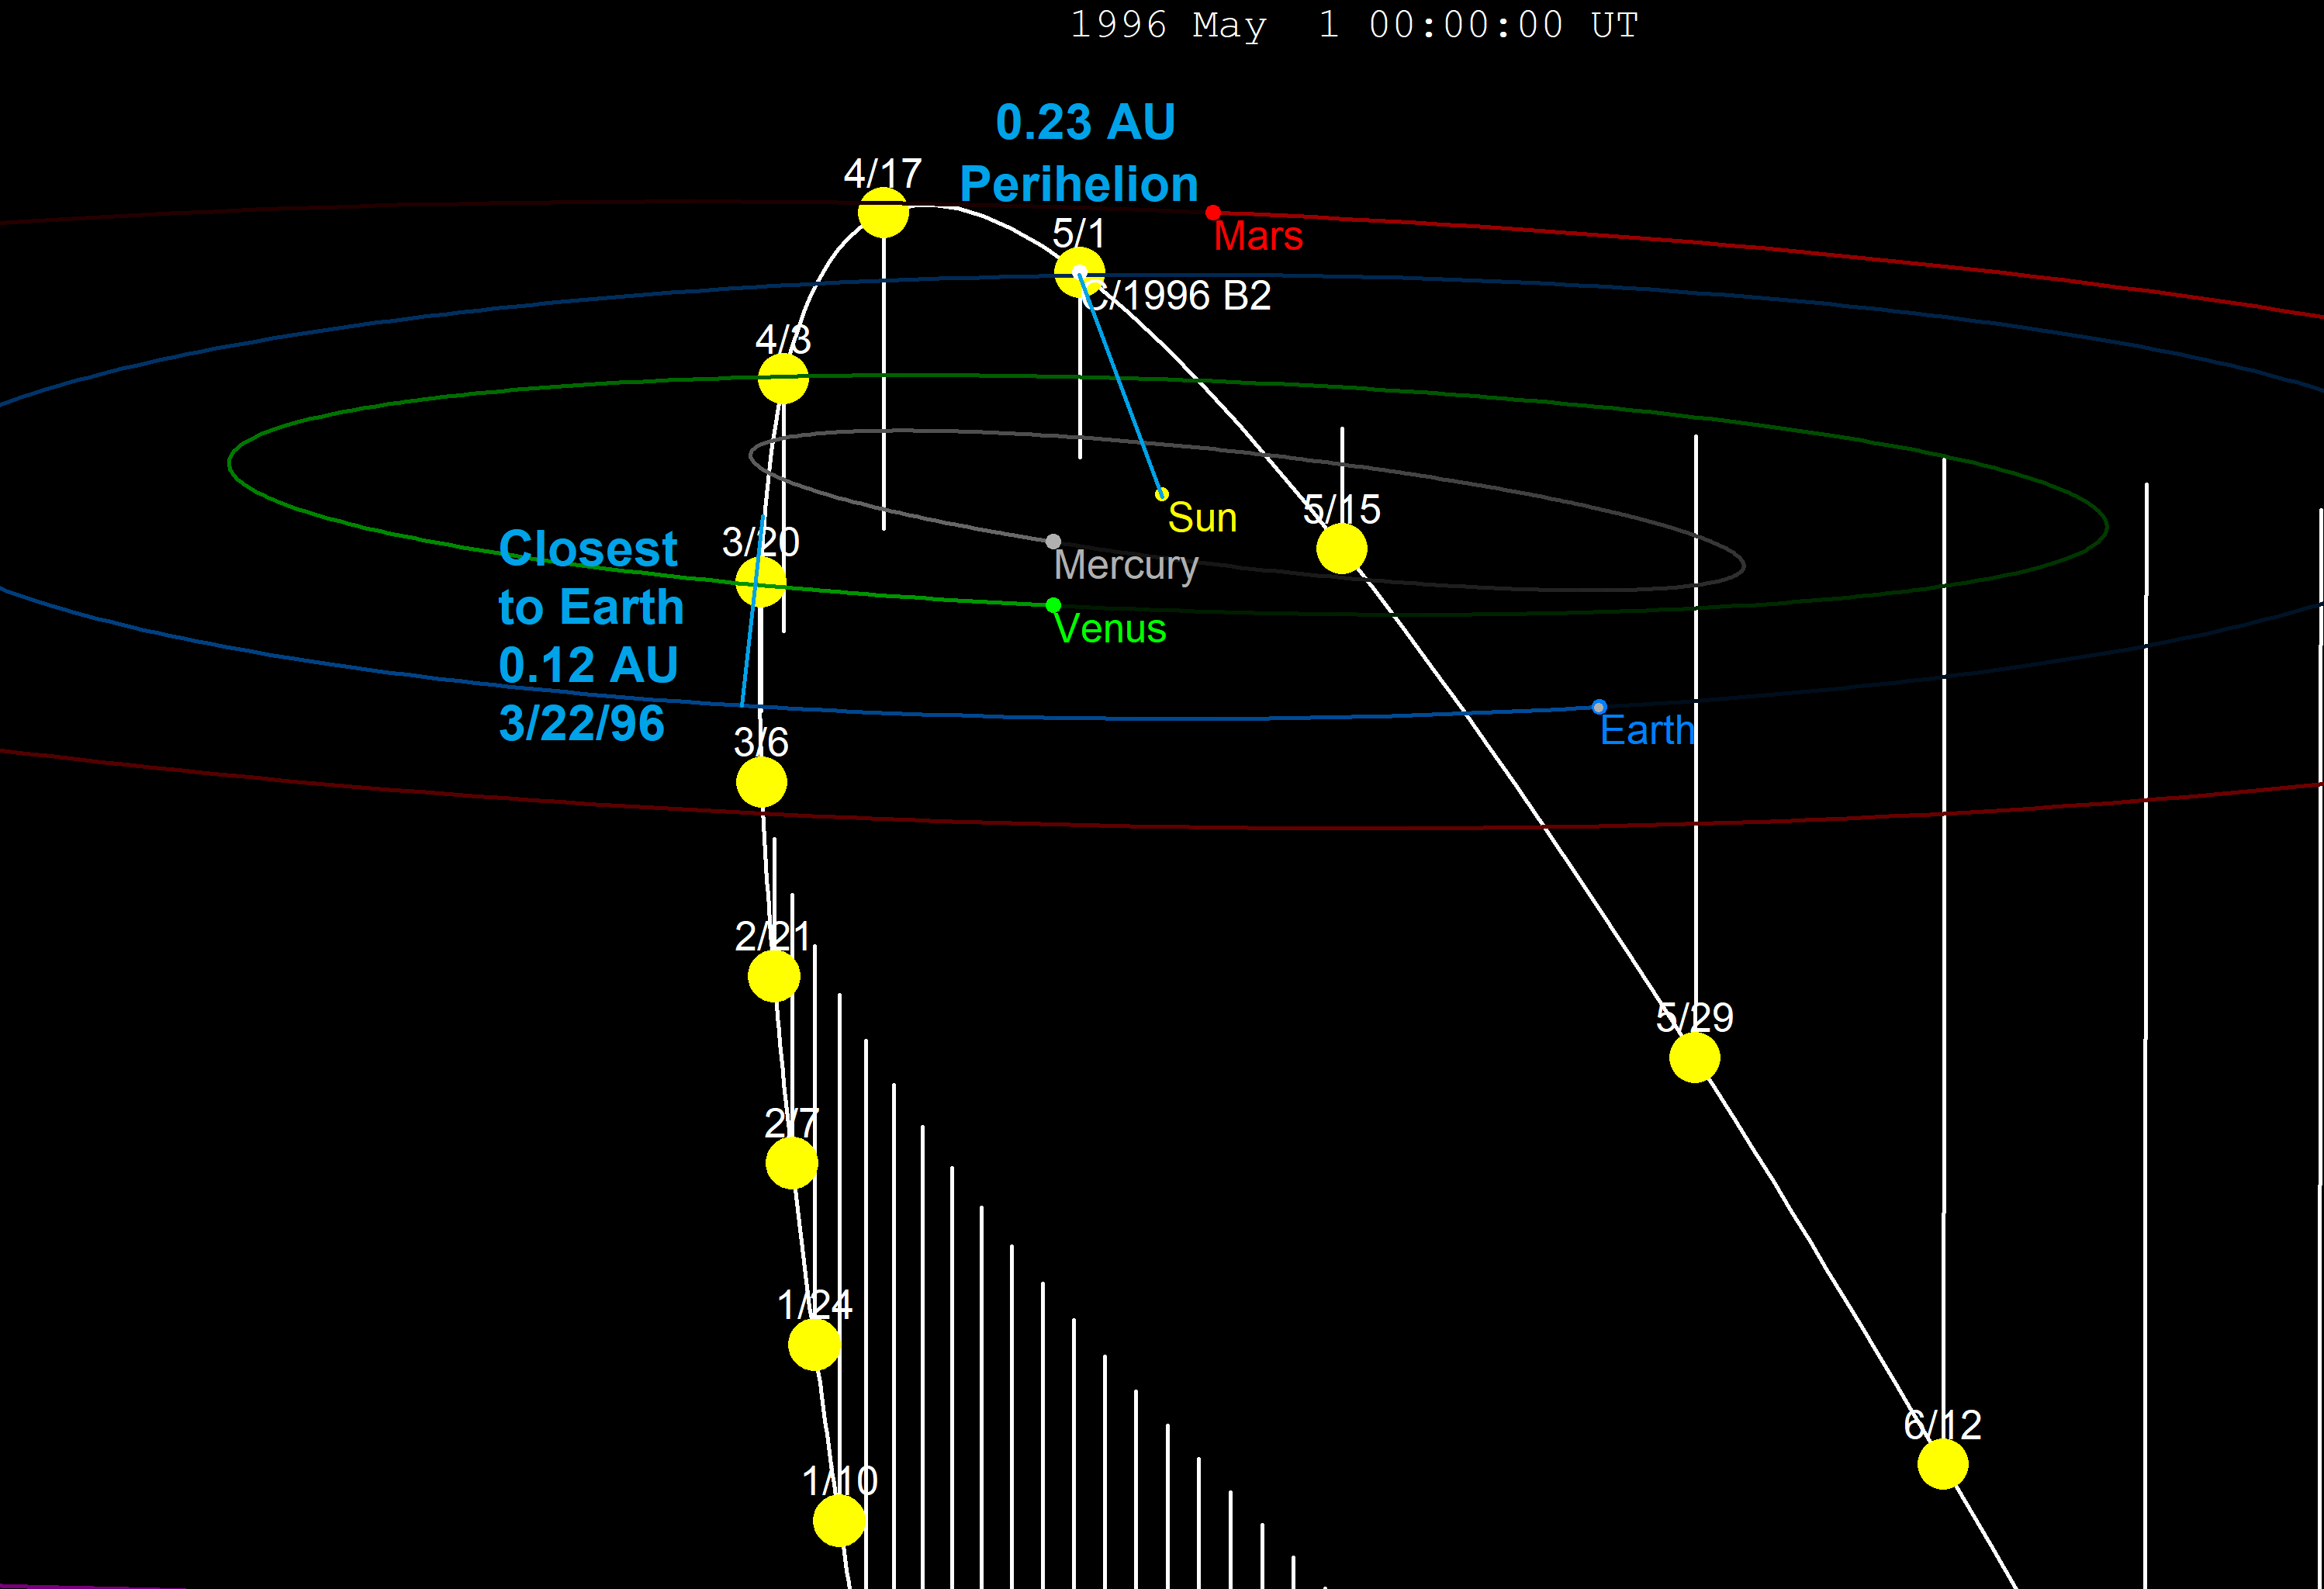 1996 May  1 00:00:00 UT
0.23 AU
Perihelion
4/17
5/1
Mars
C/1996 B2
4/3
Sun
5/15
3/20
Closest
to Earth
0.12 AU
3/22/96
Mercury
Venus
Earth
3/6
2/21
5/29
2/7
1/24
6/12
1/10